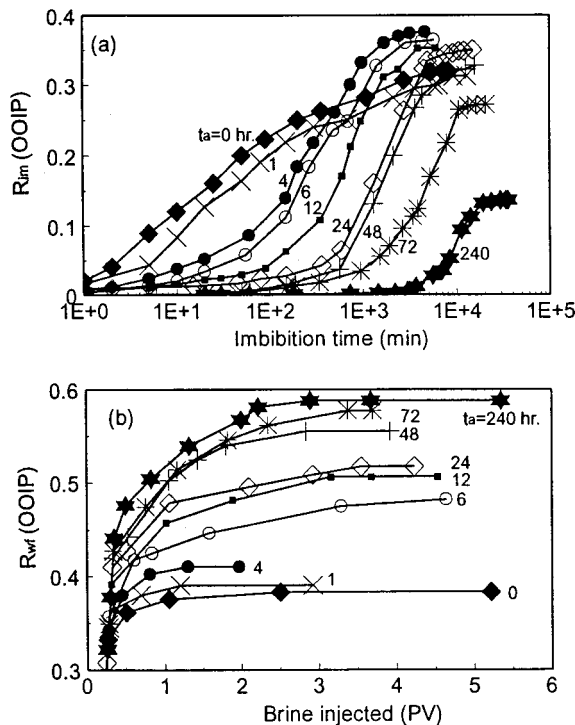 (a)
0.4
0.3
0.2
0.1
0
R_im (OOIP)
ta=0 hr.
1
4
6
12
24
48
72
240
1E+0 1E+1 1E+2 1E+3 1E+4 1E+5
Imbibition time (min)
(b)
0.6
0.5
0.4
0.3
R_wf (OOIP)
ta=240 hr.
72
48
24
12
6
4
1
0
0 1 2 3 4 5 6
Brine injected (PV)